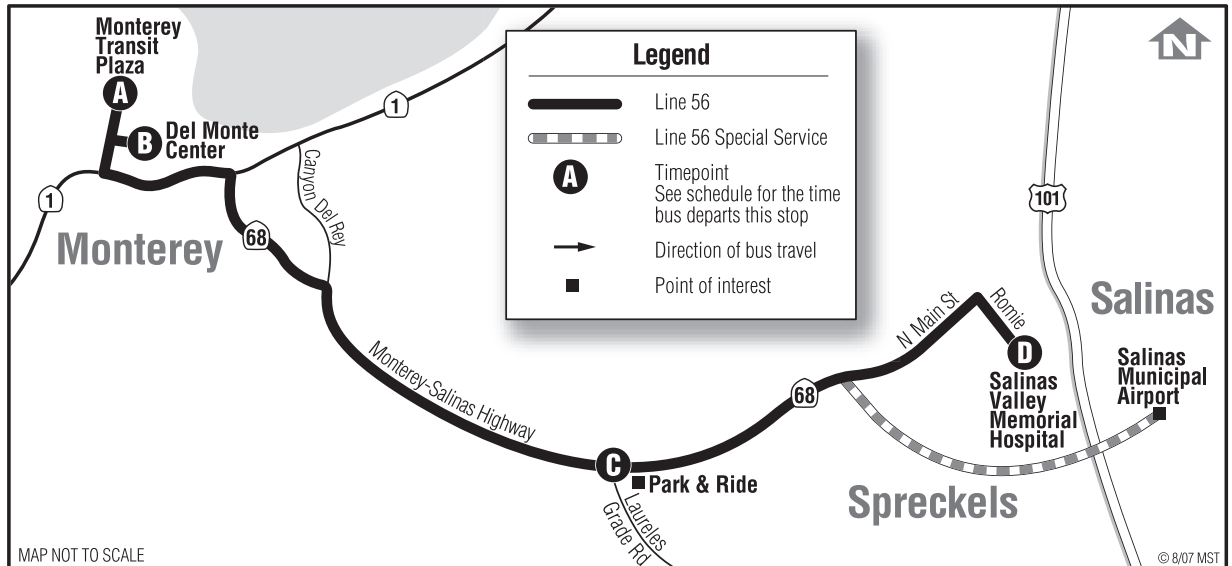 Monterey
Transit
Plaza
A
B
Del Monte
Center
1
1
Canyon Del Rey
68
Monterey
Monterey-Salinas Highway
C
Park & Ride
Laureles
Grade Rd
68
N Main St
Romie
D
Salinas
Valley
Memorial
Hospital
101
Salinas
Salinas
Municipal
Airport
Spreckels
N
Legend
Line 56
Line 56 Special Service
A
Timepoint
See schedule for the time
bus departs this stop
Direction of bus travel
Point of interest
MAP NOT TO SCALE
© 8/07 MST